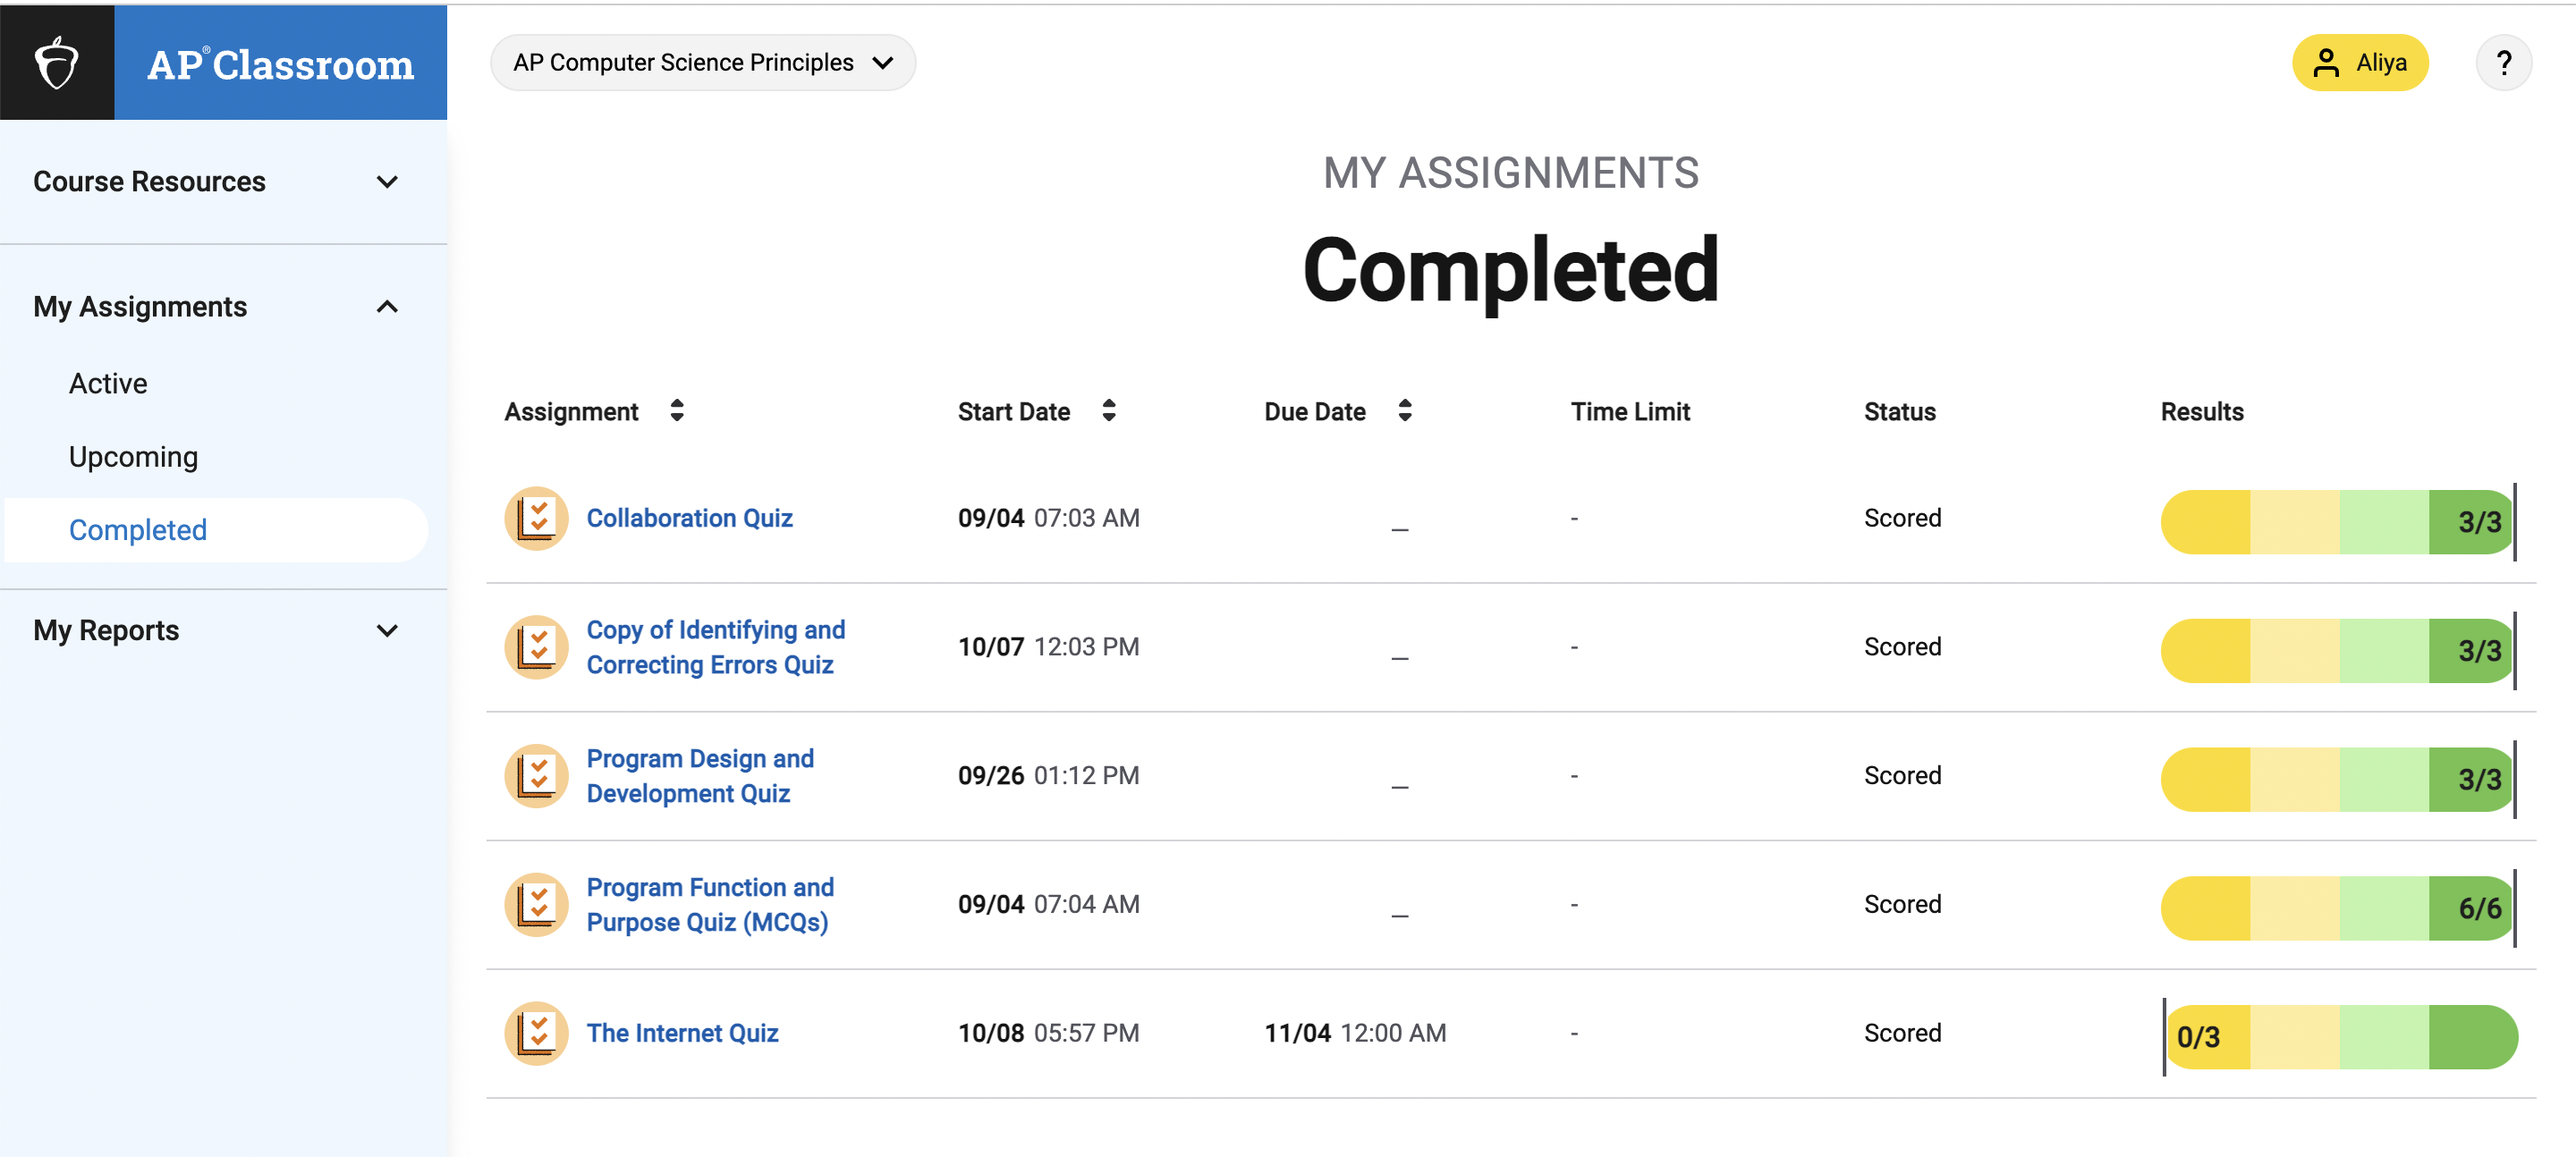 AP® Classroom
AP Computer Science Principles
Aliya
?
Course Resources
My Assignments
Active
Upcoming
Completed
My Reports
MY ASSIGNMENTS
Completed
Assignment Start Date Due Date Time Limit Status Results
Collaboration Quiz 09/04 07:03 AM _ - Scored 3/3
Copy of Identifying and
Correcting Errors Quiz 10/07 12:03 PM _ - Scored 3/3
Program Design and
Development Quiz 09/26 01:12 PM _ - Scored 3/3
Program Function and
Purpose Quiz (MCQs) 09/04 07:04 AM _ - Scored 6/6
The Internet Quiz 10/08 05:57 PM 11/04 12:00 AM - Scored 0/3